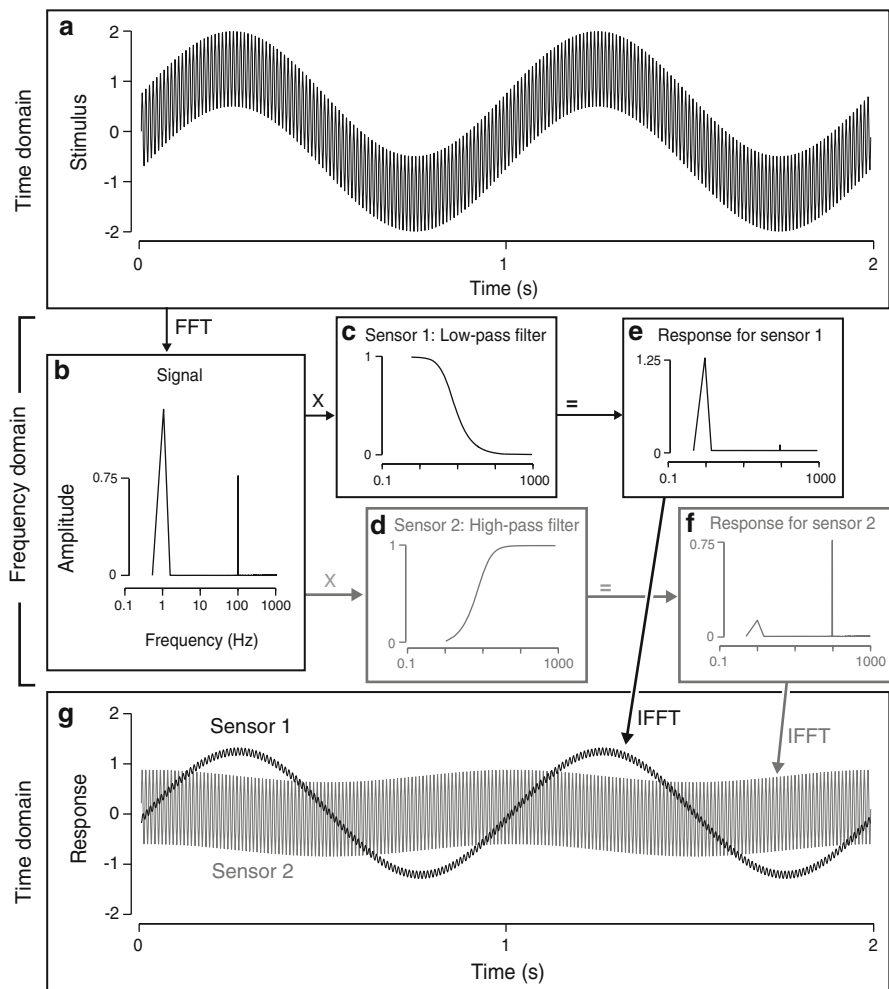 a
Time domain
Stimulus
2
1
0
-1
-2
0
1
2
Time (s)
FFT
Frequency domain
b
Signal
Amplitude
0.75
0
0.1
1
10
100
1000
Frequency (Hz)
X
c
Sensor 1: Low-pass filter
1
0
0.1
1000
=
e
Response for sensor 1
1.25
0
0.1
1000
X
d
Sensor 2: High-pass filter
1
0
0.1
1000
=
f
Response for sensor 2
0.75
0
0.1
1000
IFFT
IFFT
g
Time domain
Response
2
1
0
-1
-2
Sensor 1
Sensor 2
0
1
2
Time (s)